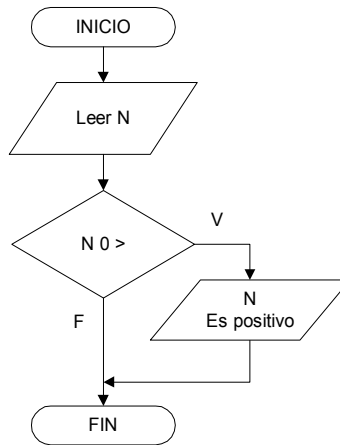 INICIO
Leer N
N 0 >
V
N
Es positivo
F
FIN